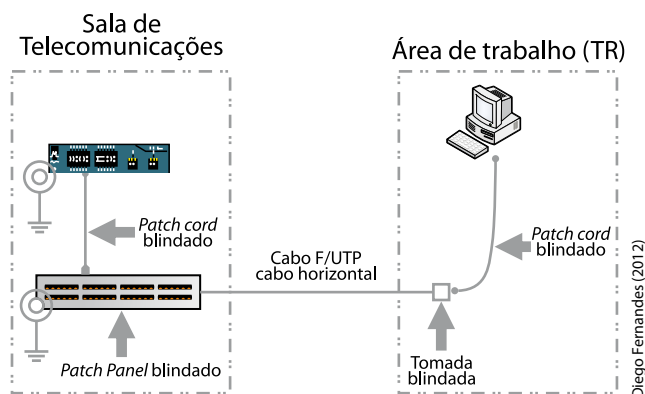 Sala de
Telecomunicações
Área de trabalho (TR)
Patch cord
blindado
Patch cord
blindado
Cabo F/UTP
cabo horizontal
Patch Panel blindado
Tomada
blindada
Diego Fernandes (2012)